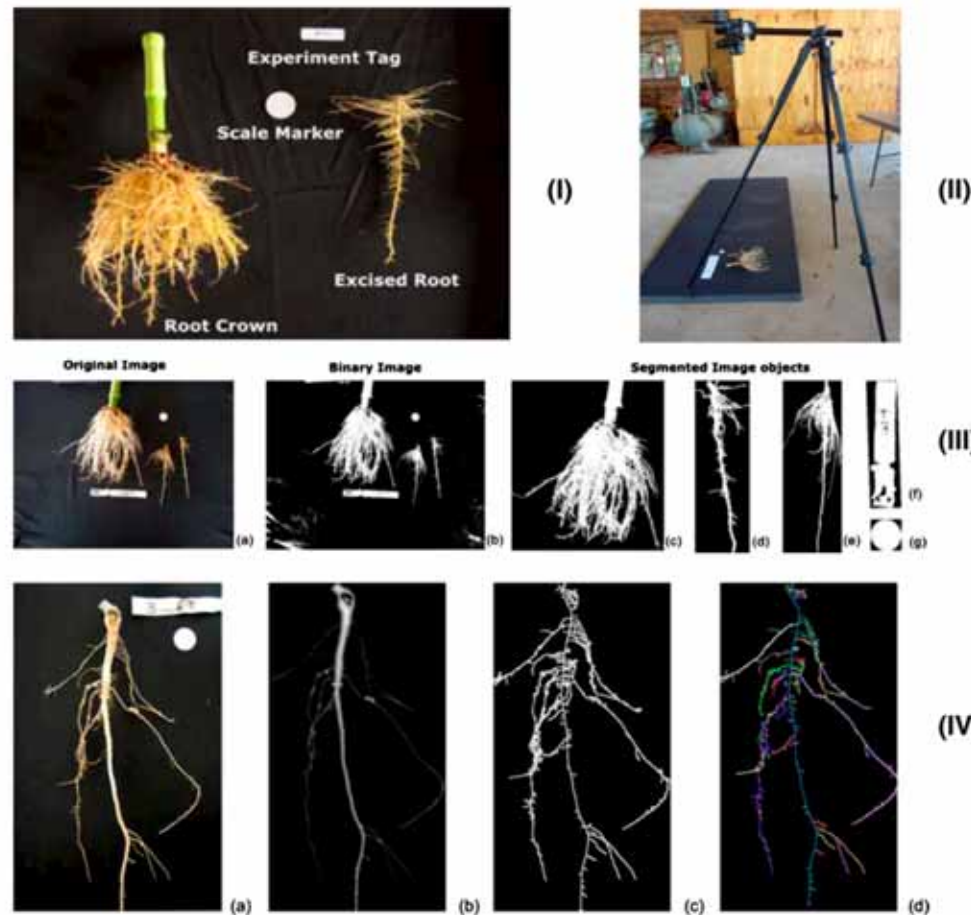 Experiment Tag
Scale Marker
Excised Root
Root Crown
(I)
(II)
Original Image
Binary Image
Segmented Image objects
(a)
(b)
(c)
(d)
(e)
(f)
(g)
(III)
(a)
(b)
(c)
(d)
(IV